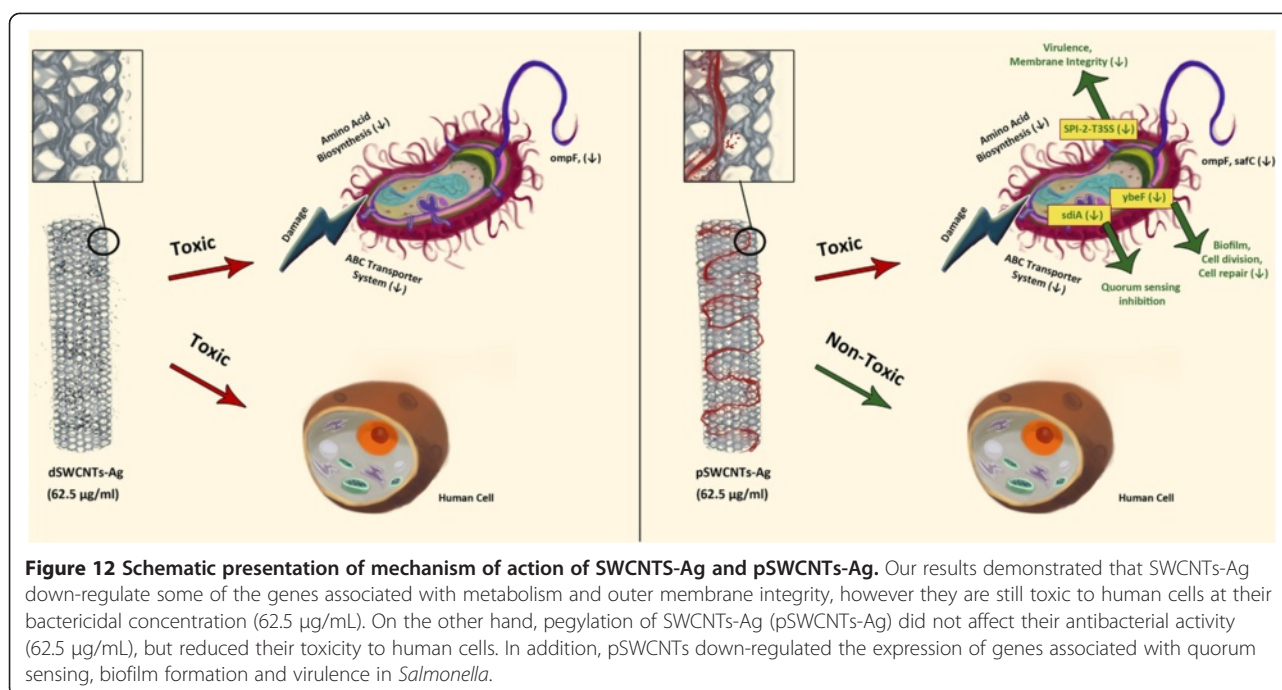 Amino Acid
Biosynthesis (↓)
ompF, (↓)
Damage
ABC Transporter
System (↓)
Toxic
Toxic
dSWCNTs-Ag
(62.5 µg/ml)
Human Cell
Virulence,
Membrane Integrity (↓)
SPI-2-T3SS (↓)
Amino Acid
Biosynthesis (↓)
ompF, safC (↓)
ybeF (↓)
sdiA (↓)
Damage
ABC Transporter
System (↓)
Biofilm,
Cell division,
Cell repair (↓)
Quorum sensing
inhibition
Toxic
Non-Toxic
pSWCNTs-Ag
(62.5 µg/ml)
Human Cell
Figure 12 Schematic presentation of mechanism of action of SWCNTS-Ag and pSWCNTs-Ag. Our results demonstrated that SWCNTs-Ag
down-regulate some of the genes associated with metabolism and outer membrane integrity, however they are still toxic to human cells at their
bactericidal concentration (62.5 µg/mL). On the other hand, pegylation of SWCNTs-Ag (pSWCNTs-Ag) did not affect their antibacterial activity
(62.5 µg/mL), but reduced their toxicity to human cells. In addition, pSWCNTs down-regulated the expression of genes associated with quorum
sensing, biofilm formation and virulence in Salmonella.